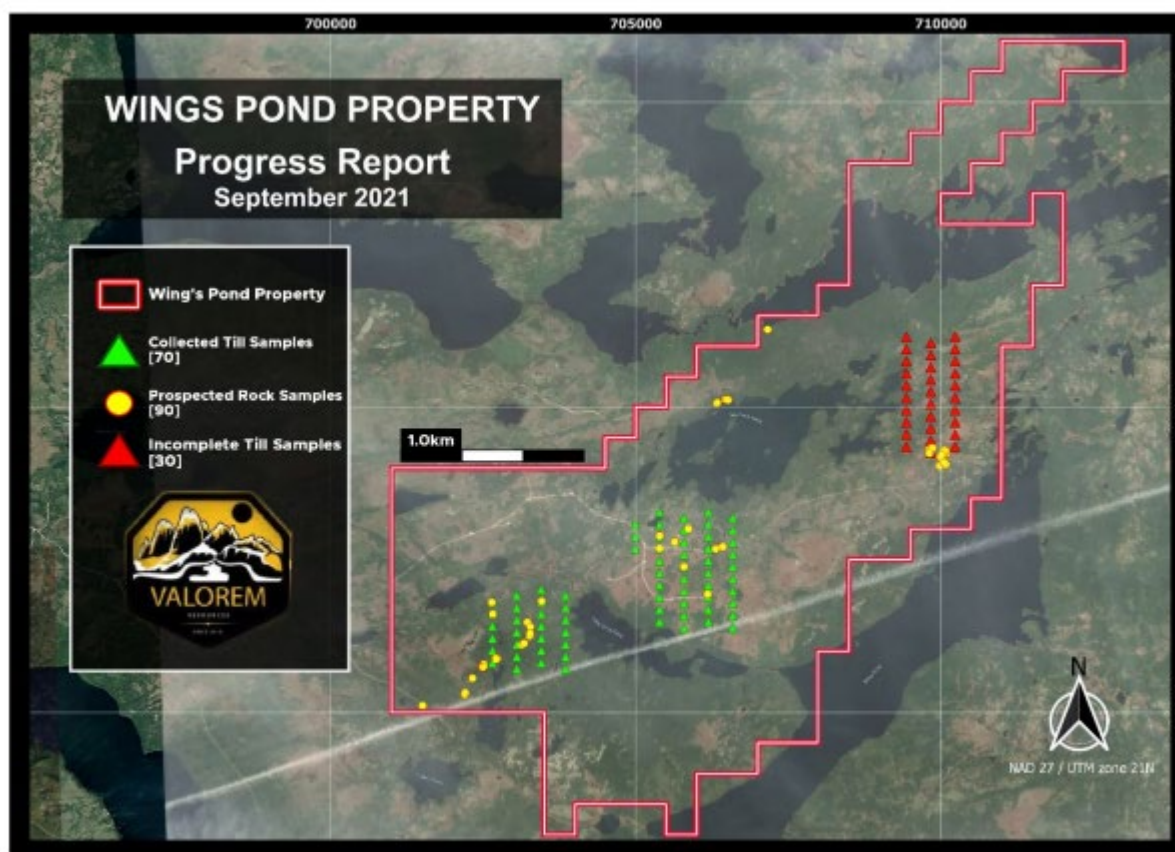 700000 705000 710000
WINGS POND PROPERTY
Progress Report
September 2021
Wing's Pond Property
Collected Till Samples
[70]
Prospected Rock Samples
[90]
Incomplete Till Samples
[30]
1.0km
VALOREM
N
NAD 27 / UTM zone 21N